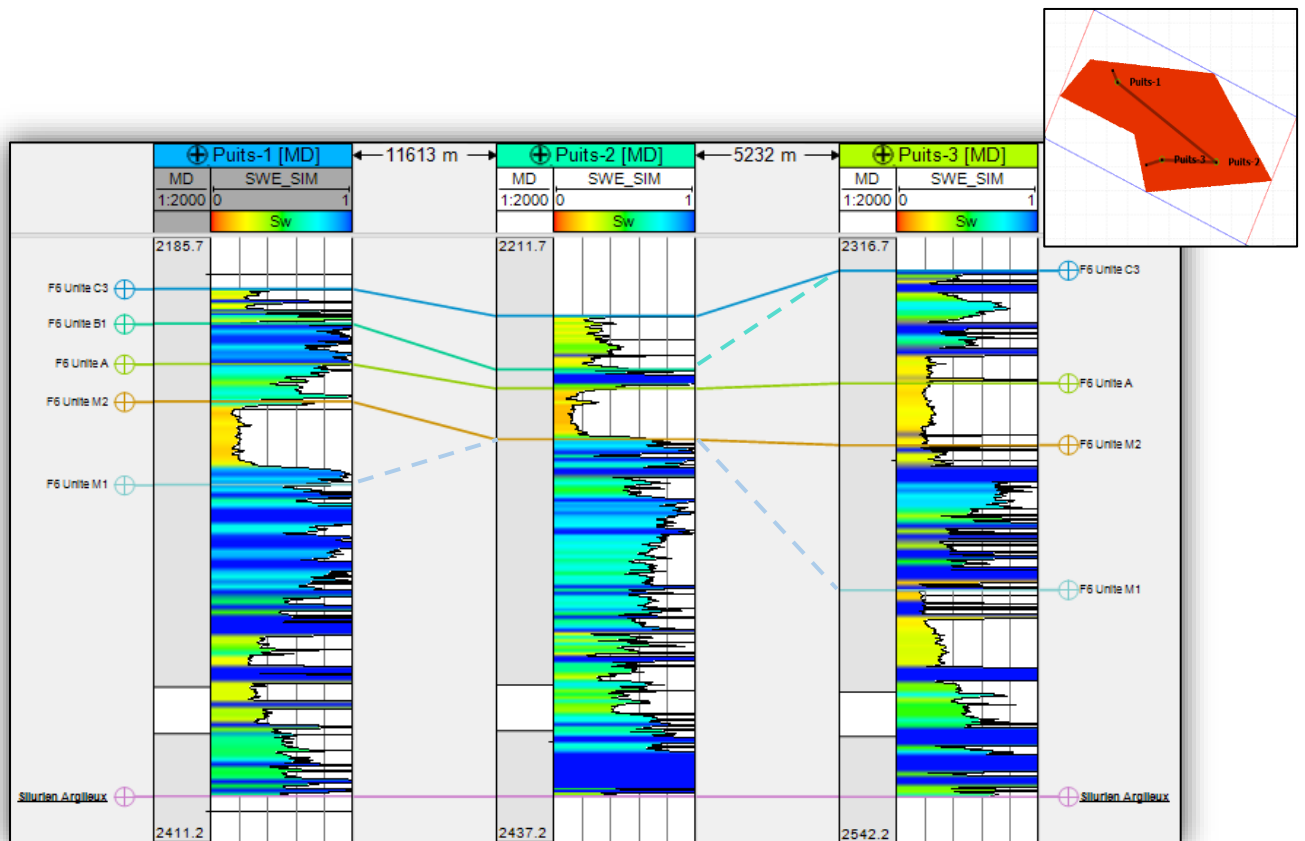 Puits-1
Puits-3
Puits-2
Puits-1 [MD]
11613 m
Puits-2 [MD]
5232 m
Puits-3 [MD]
MD
SWE_SIM
MD
SWE_SIM
MD
SWE_SIM
1:2000
0
1
1:2000
0
1
1:2000
0
1
Sw
Sw
Sw
2185.7
2211.7
2316.7
F6 Unite C3
F6 Unite C3
F6 Unite B1
F6 Unite A
F6 Unite A
F6 Unite M2
F6 Unite M2
F6 Unite M1
F6 Unite M1
Silurien Argileux
Silurien Argileux
2411.2
2437.2
2542.2